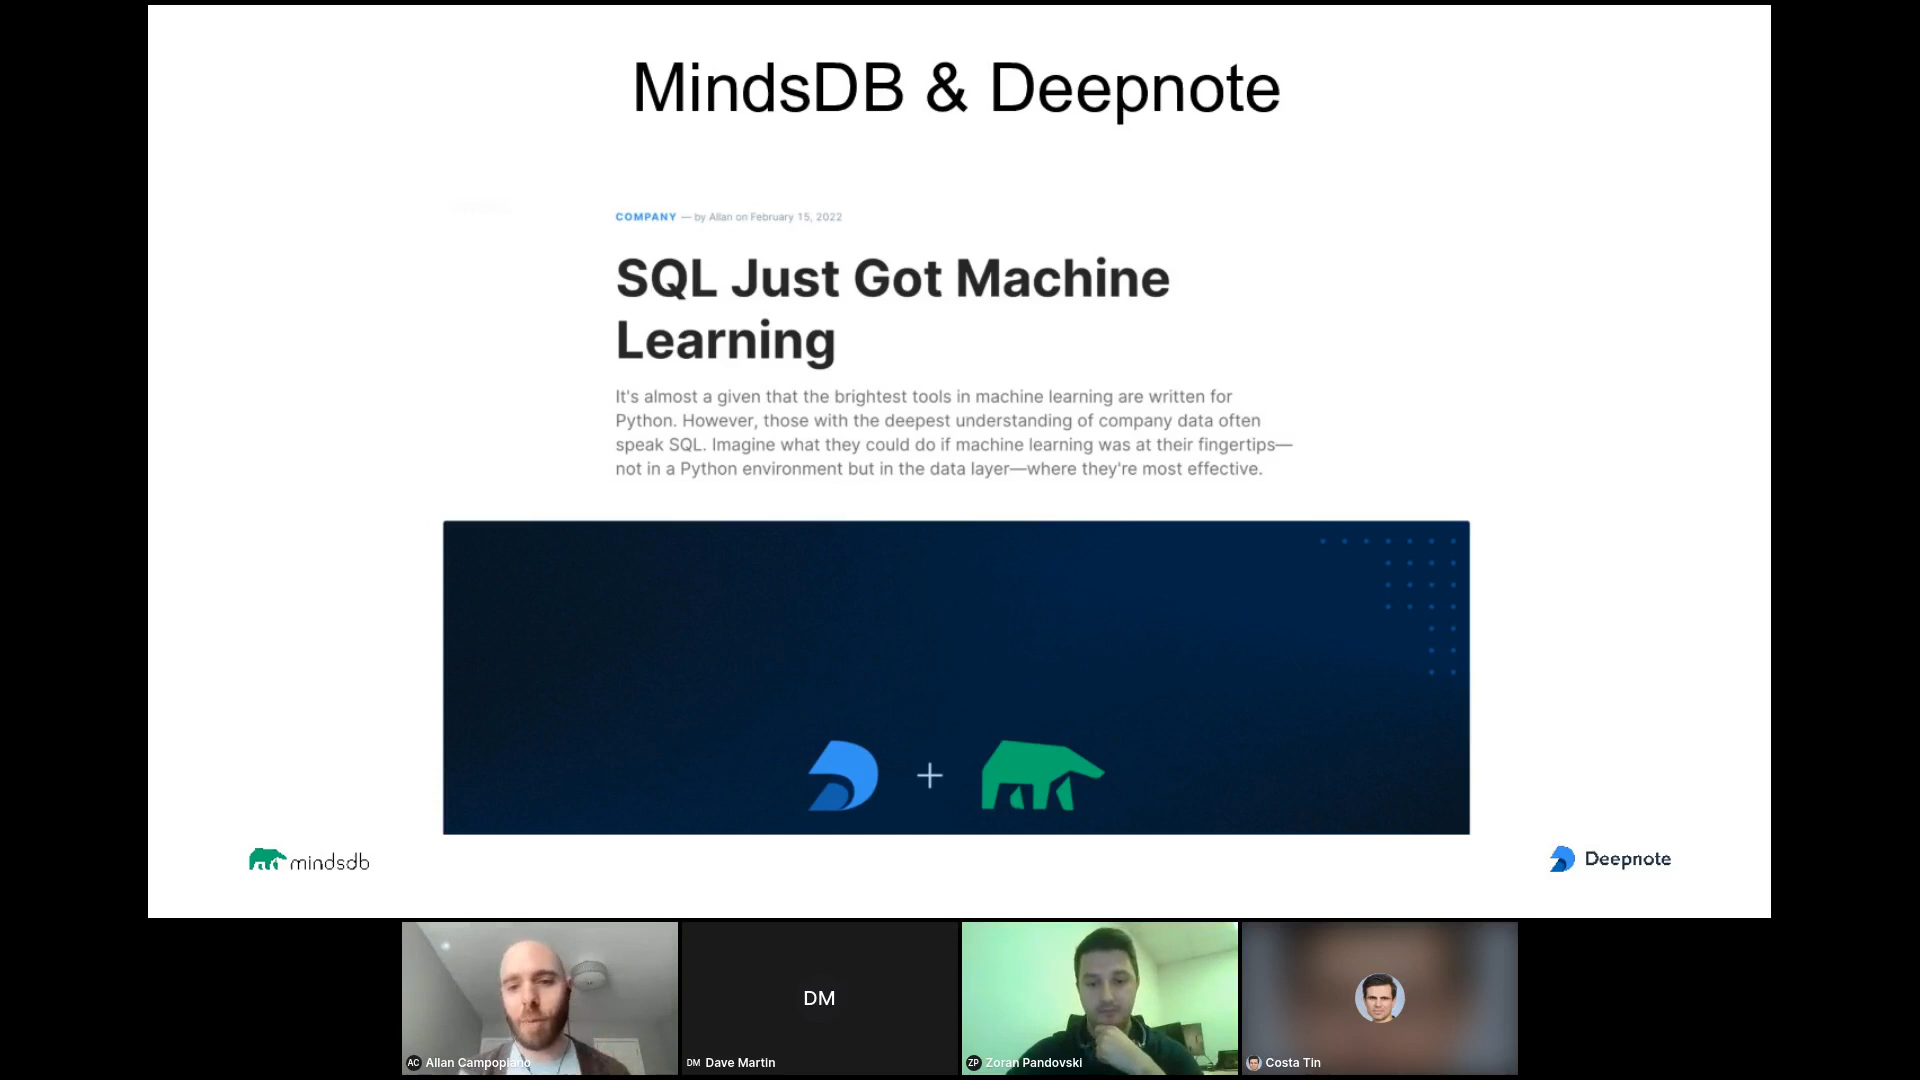 MindsDB & Deepnote
COMPANY — by Allan on February 15, 2022
SQL Just Got Machine
Learning
It's almost a given that the brightest tools in machine learning are written for
Python. However, those with the deepest understanding of company data often
speak SQL. Imagine what they could do if machine learning was at their fingertips—
not in a Python environment but in the data layer—where they're most effective.
mindsdb
Deepnote
DM
AC Allan Campopiano
DM Dave Martin
ZP Zoran Pandovski
Costa Tin